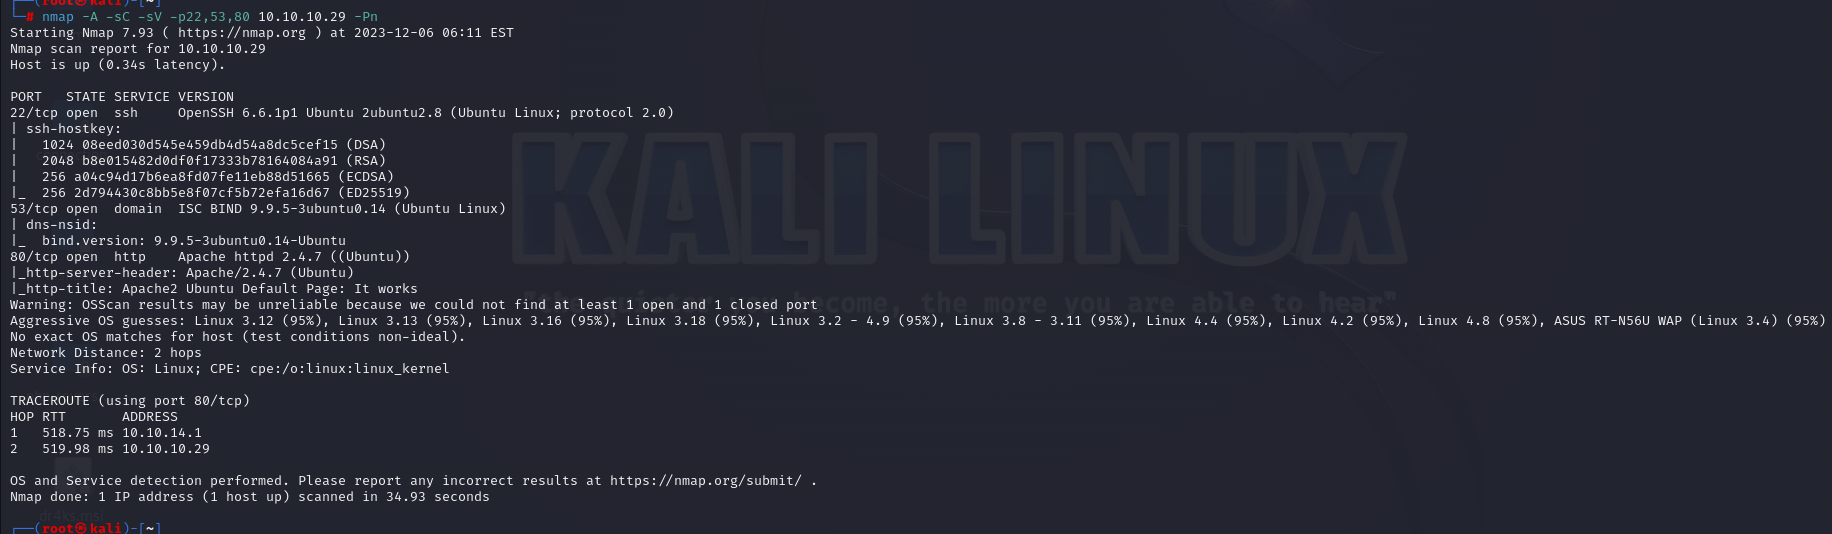 ┌──(root㉿kali)-[~]
└─# nmap -A -sC -sV -p22,53,80 10.10.10.29 -Pn
Starting Nmap 7.93 ( https://nmap.org ) at 2023-12-06 06:11 EST
Nmap scan report for 10.10.10.29
Host is up (0.34s latency).

PORT   STATE SERVICE VERSION
22/tcp open  ssh     OpenSSH 6.6.1p1 Ubuntu 2ubuntu2.8 (Ubuntu Linux; protocol 2.0)
| ssh-hostkey:
|   1024 08eed030d545e459db4d54a8dc5cef15 (DSA)
|   2048 b8e015482d0df0f17333b78164084a91 (RSA)
|   256 a04c94d17b6ea8fd07fe11eb88d51665 (ECDSA)
|_  256 2d794430c8bb5e8f07cf5b72efa16d67 (ED25519)
53/tcp open  domain  ISC BIND 9.9.5-3ubuntu0.14 (Ubuntu Linux)
| dns-nsid:
|_  bind.version: 9.9.5-3ubuntu0.14-Ubuntu
80/tcp open  http    Apache httpd 2.4.7 ((Ubuntu))
|_http-server-header: Apache/2.4.7 (Ubuntu)
|_http-title: Apache2 Ubuntu Default Page: It works
Warning: OSScan results may be unreliable because we could not find at least 1 open and 1 closed port
Aggressive OS guesses: Linux 3.12 (95%), Linux 3.13 (95%), Linux 3.16 (95%), Linux 3.18 (95%), Linux 3.2 - 4.9 (95%), Linux 3.8 - 3.11 (95%), Linux 4.4 (95%), Linux 4.2 (95%), Linux 4.8 (95%), ASUS RT-N56U WAP (Linux 3.4) (95%)
No exact OS matches for host (test conditions non-ideal).
Network Distance: 2 hops
Service Info: OS: Linux; CPE: cpe:/o:linux:linux_kernel

TRACEROUTE (using port 80/tcp)
HOP RTT       ADDRESS
1   518.75 ms 10.10.14.1
2   519.98 ms 10.10.10.29

OS and Service detection performed. Please report any incorrect results at https://nmap.org/submit/ .
Nmap done: 1 IP address (1 host up) scanned in 34.93 seconds

┌──(root㉿kali)-[~]
KALI LINUX
become, the more you are able to hear"